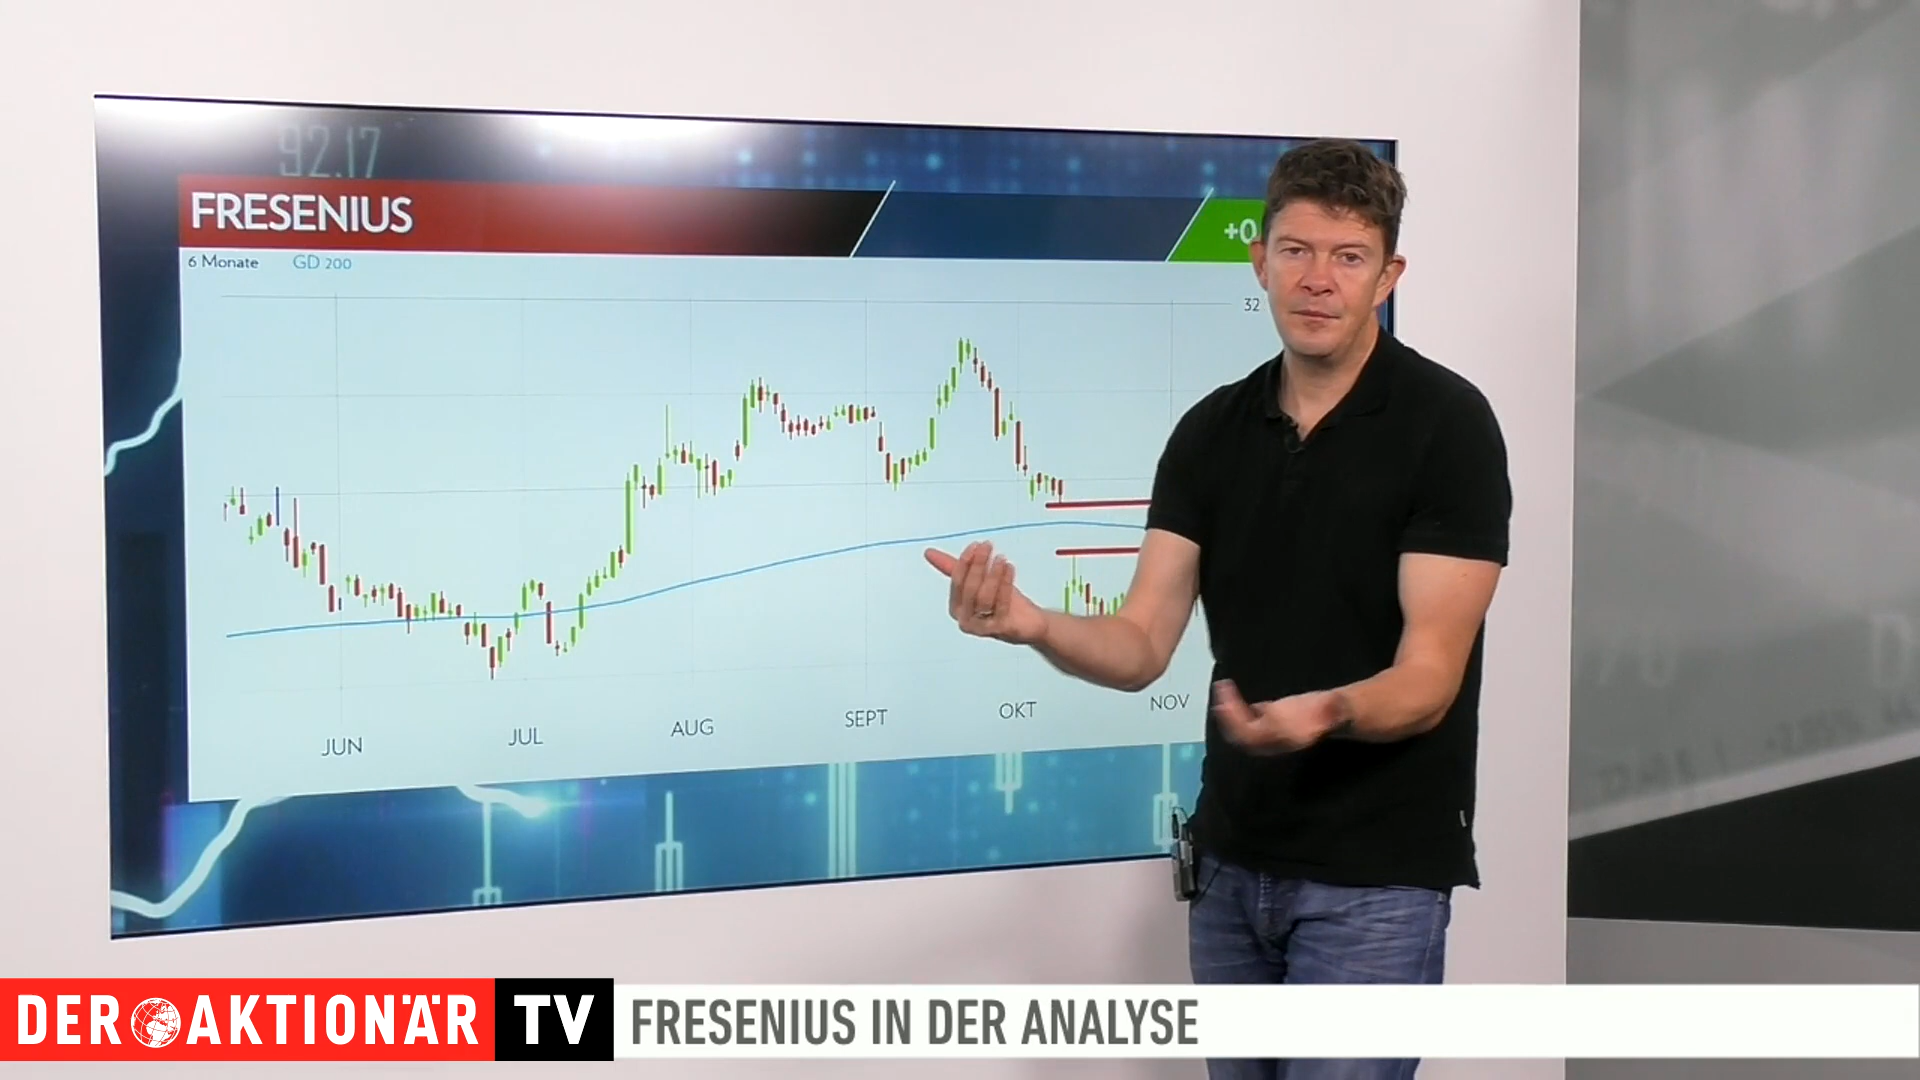 92.17
FRESENIUS
+0
6 Monate GD 200
32
JUN JUL AUG SEPT OKT NOV
DER AKTIONÄR TV FRESENIUS IN DER ANALYSE